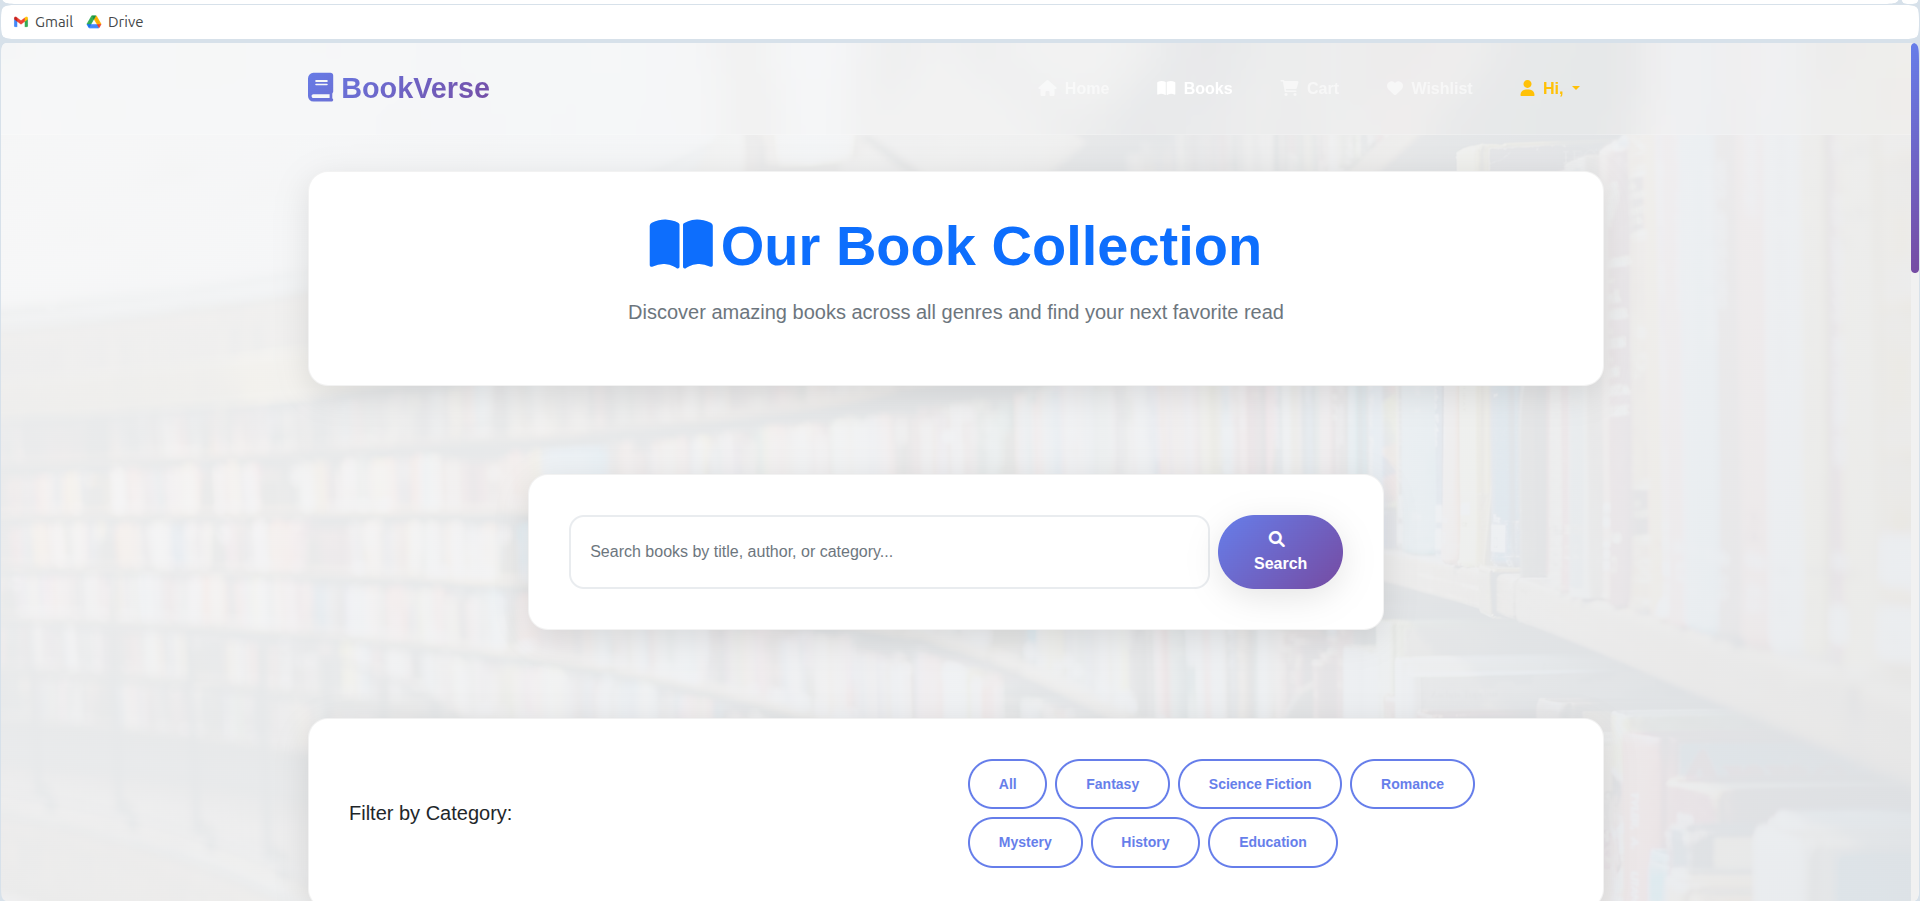 Gmail Drive
BookVerse
Home Books Cart Wishlist Hi,
Our Book Collection
Discover amazing books across all genres and find your next favorite read
Search books by title, author, or category...
Search
Filter by Category:
All Fantasy Science Fiction Romance
Mystery History Education